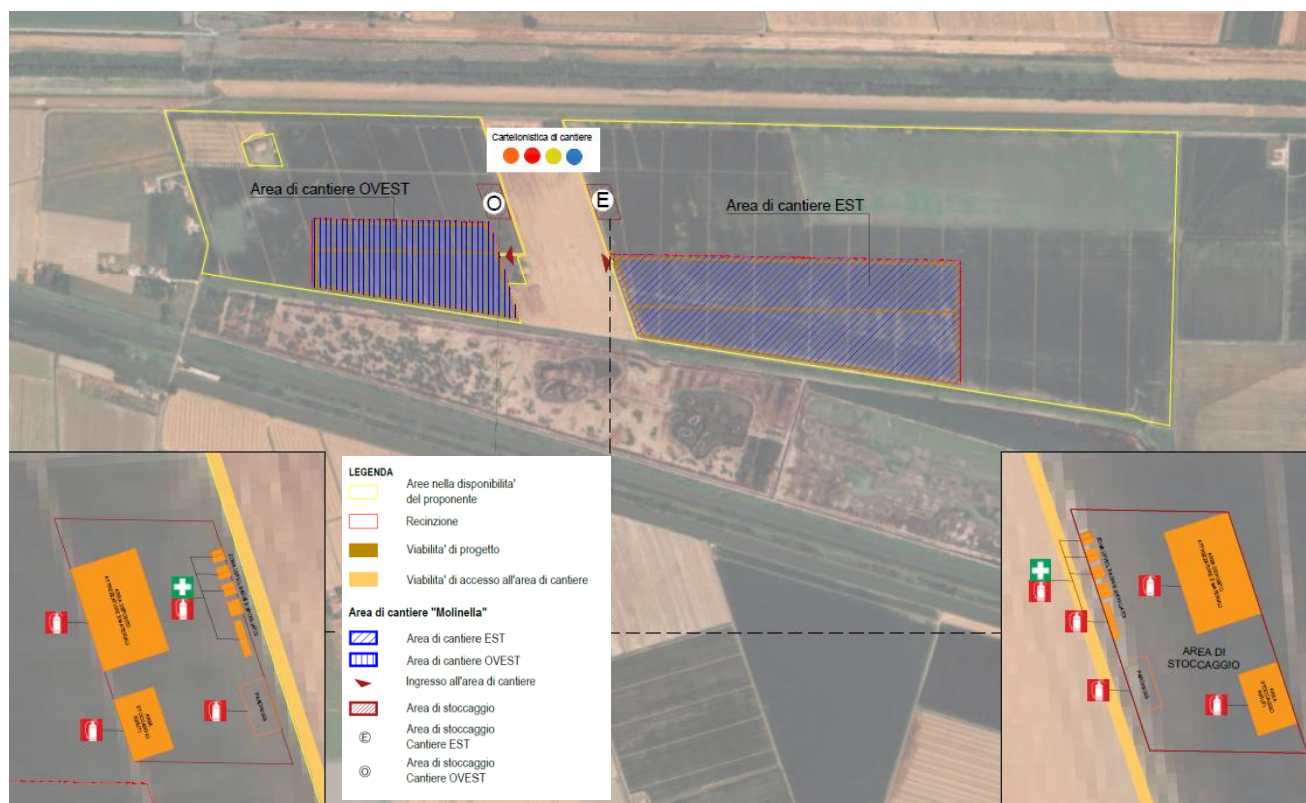 Cartellonistica di cantiere
Area di cantiere OVEST
O
E
Area di cantiere EST
LEGENDA
Aree nella disponibilita'
del proponente
Recinzione
Viabilita' di progetto
Viabilita' di accesso all'area di cantiere
Area di cantiere "Molinella"
Area di cantiere EST
Area di cantiere OVEST
Ingresso all'area di cantiere
Area di stoccaggio
E
Area di stoccaggio
Cantiere EST
O
Area di stoccaggio
Cantiere OVEST
AREA DI
STOCCAGGIO